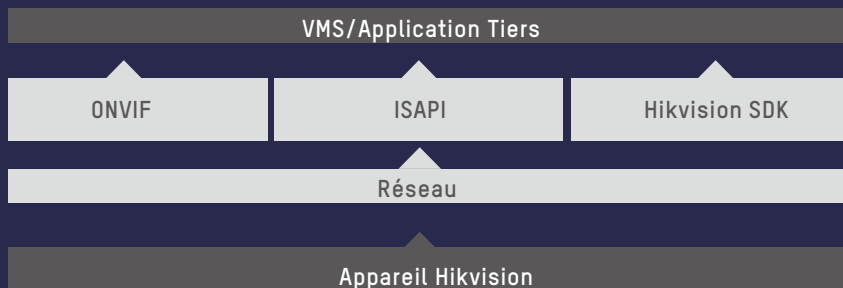 VMS/Application Tiers
ONVIF
ISAPI
Hikvision SDK
Réseau
Appareil Hikvision